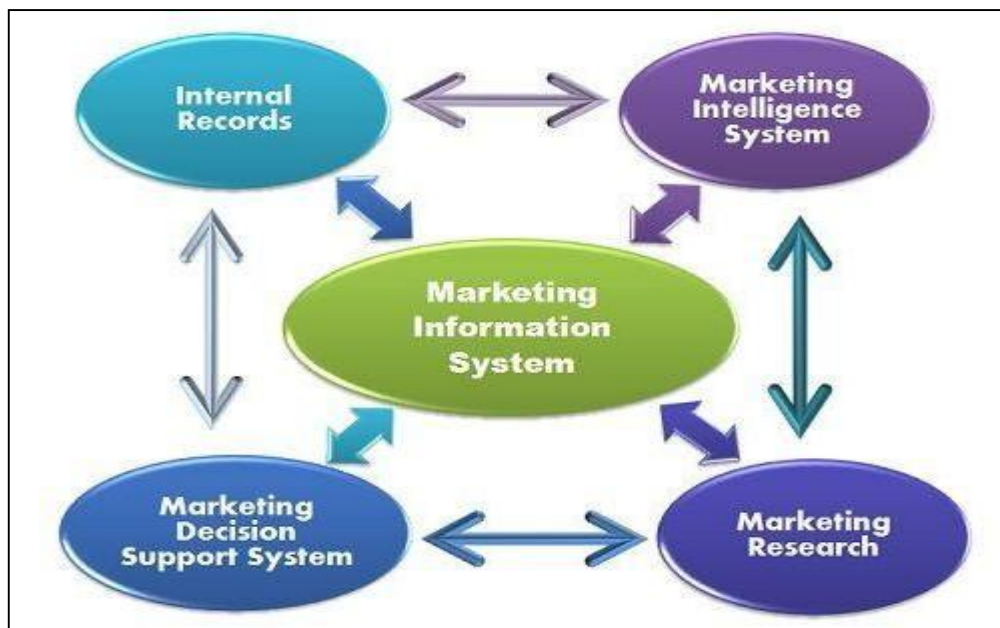 Internal
Records
Marketing
Intelligence
System
Marketing
Information
System
Marketing
Decision
Support System
Marketing
Research